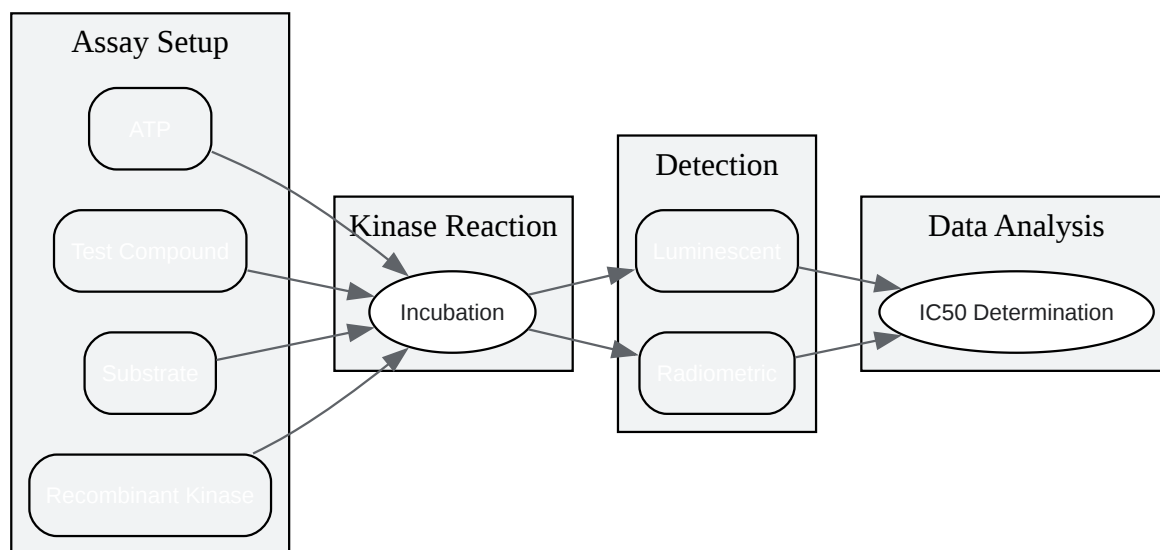 Assay Setup
ATP
Test Compound
Substrate
Recombinant Kinase
Kinase Reaction
Incubation
Detection
Luminescent
Radiometric
Data Analysis
IC50 Determination